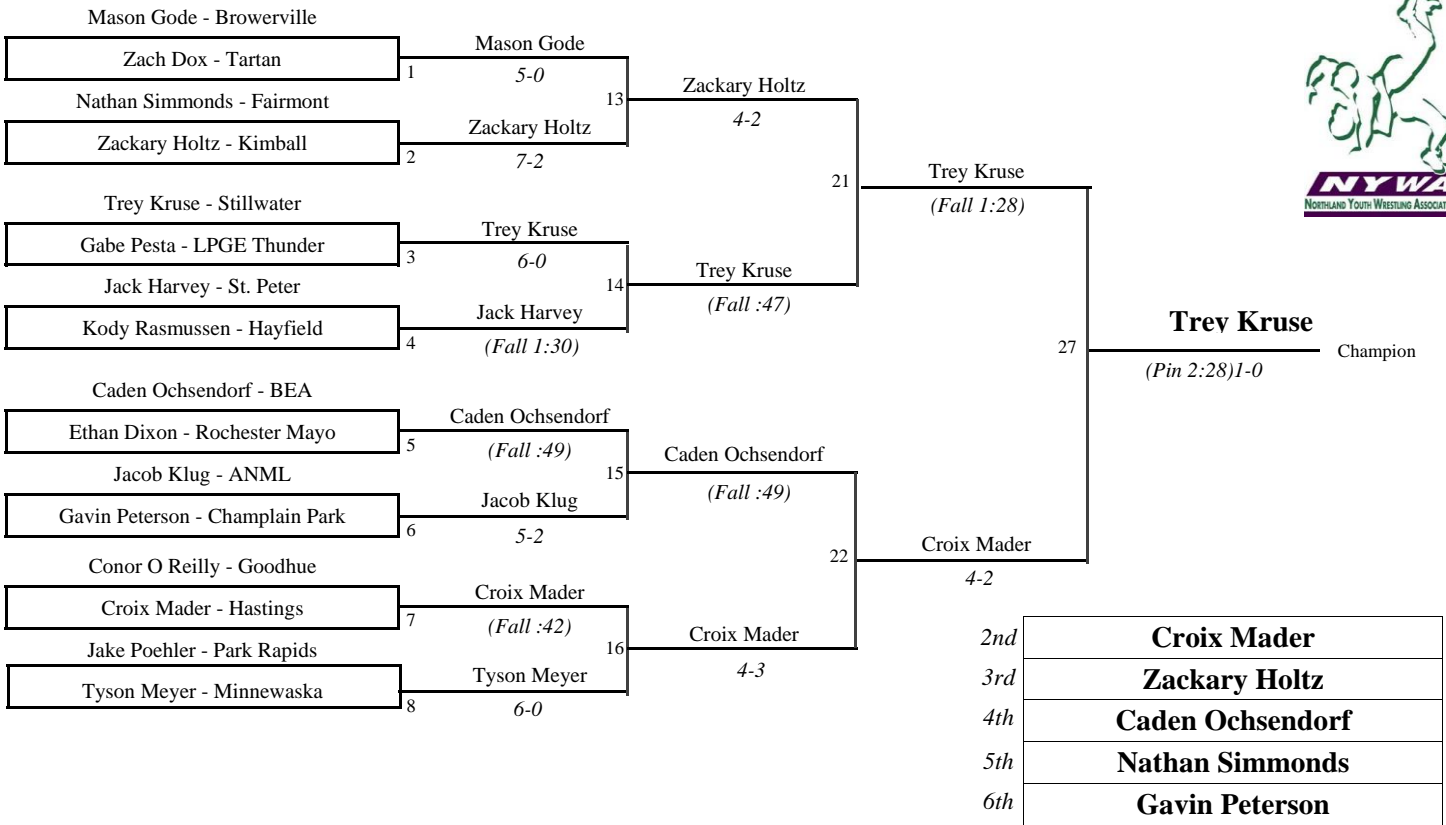 Mason Gode - Browerville
Zach Dox - Tartan
1
Nathan Simmonds - Fairmont
Zackary Holtz - Kimball
2
Trey Kruse - Stillwater
Gabe Pesta - LPGE Thunder
3
Jack Harvey - St. Peter
Kody Rasmussen - Hayfield
4
Caden Ochsendorf - BEA
Ethan Dixon - Rochester Mayo
5
Jacob Klug - ANML
Gavin Peterson - Champlain Park
6
Conor O Reilly - Goodhue
Croix Mader - Hastings
7
Jake Poehler - Park Rapids
Tyson Meyer - Minnewaska
8
Mason Gode
5-0
13
Zackary Holtz
7-2
Trey Kruse
6-0
14
Jack Harvey
(Fall 1:30)
Caden Ochsendorf
(Fall :49)
15
Jacob Klug
5-2
Croix Mader
(Fall :42)
16
Tyson Meyer
6-0
Zackary Holtz
4-2
21
Trey Kruse
(Fall :47)
Caden Ochsendorf
(Fall :49)
22
Croix Mader
4-3
Trey Kruse
(Fall 1:28)
27
Croix Mader
4-2
Trey Kruse
Champion
(Pin 2:28)1-0
NYWA
NORTHLAND YOUTH WRESTLING ASSOCIAT
2nd Croix Mader
3rd Zackary Holtz
4th Caden Ochsendorf
5th Nathan Simmonds
6th Gavin Peterson